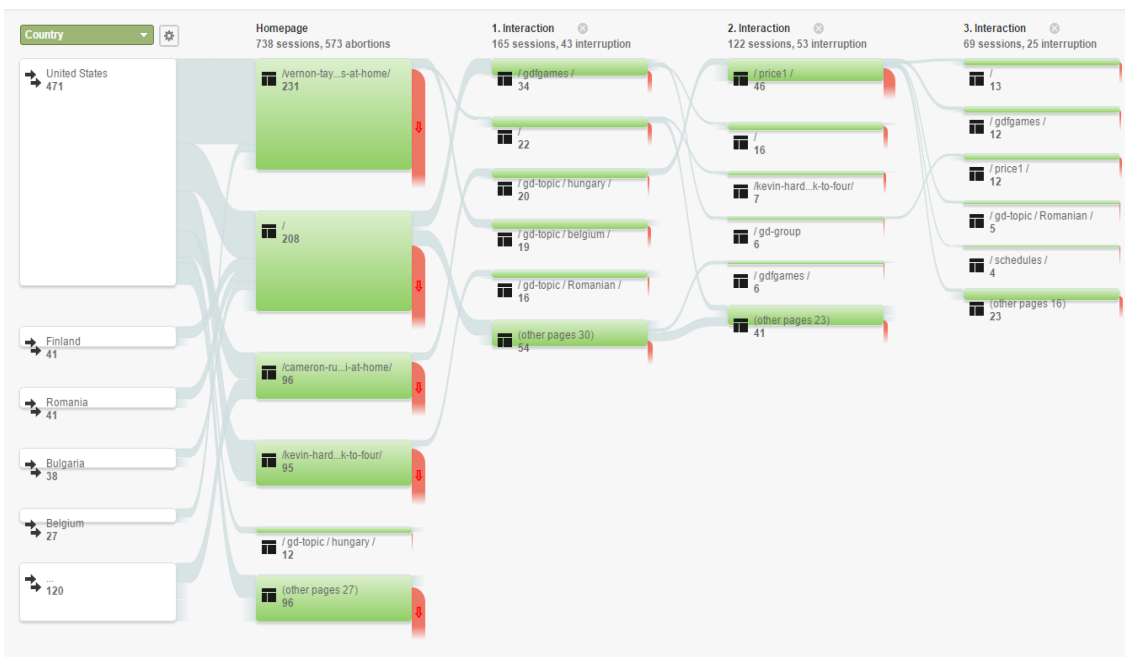 Country
United States
471
Finland
41
Romania
41
Bulgaria
38
Belgium
27
...
120
Homepage
738 sessions, 573 abortions
/vernon-tay...s-at-home/
231
/
208
/cameron-ru...i-at-home/
96
/kevin-hard...k-to-four/
95
/ gd-topic / hungary /
12
(other pages 27)
96
1. Interaction
165 sessions, 43 interruption
/ gdfgames /
34
/
22
/ gd-topic / hungary /
20
/ gd-topic / belgium /
19
/ gd-topic / Romanian /
16
(other pages 30)
54
2. Interaction
122 sessions, 53 interruption
/ price1 /
46
/
16
/kevin-hard...k-to-four/
7
/ gd-group
6
/ gdfgames /
6
(other pages 23)
41
3. Interaction
69 sessions, 25 interruption
/
13
/ gdfgames /
12
/ price1 /
12
/ gd-topic / Romanian /
5
/ schedules /
4
(other pages 16)
23